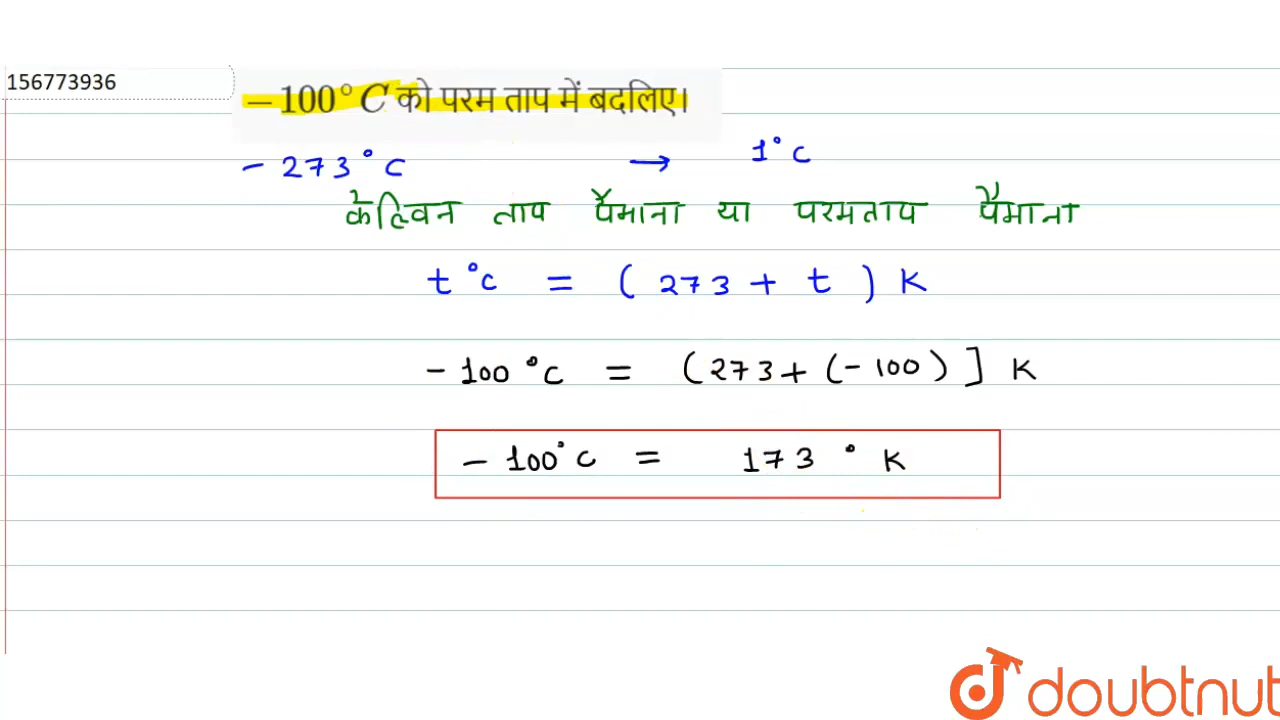 156773936
−100° C को परम ताप में बदलिए।
- 273°C → 1°C
केल्विन ताप पैमाना या परमताप पैमाना
t°C = ( 273 + t ) K
- 100 °C = (273 + (- 100) ] K
- 100°C = 173 ° K
doubtnut